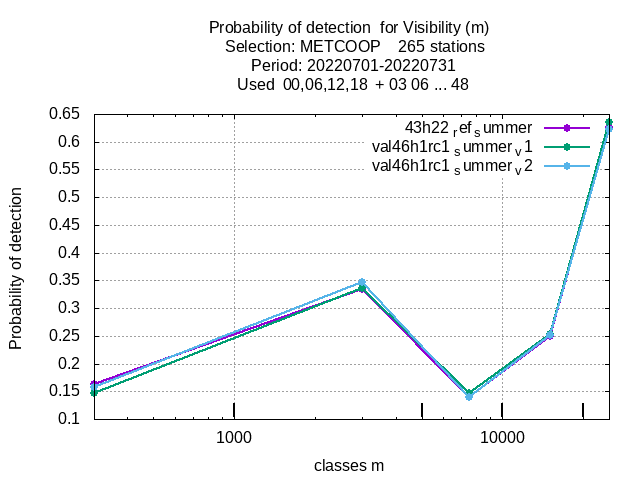 Probability of detection for Visibility (m)
Selection: METCOOP 265 stations
Period: 20220701-20220731
Used 00,06,12,18 + 03 06 ... 48
0.65
43h22 ref summer
0.6
val46h1rc1 summer v1
val46h1rc1 summer v2
0.55
0.5
0.45
0.4
0.35
0.3
0.25
0.2
0.15
0.1
Probability of detection
1000
10000
classes m